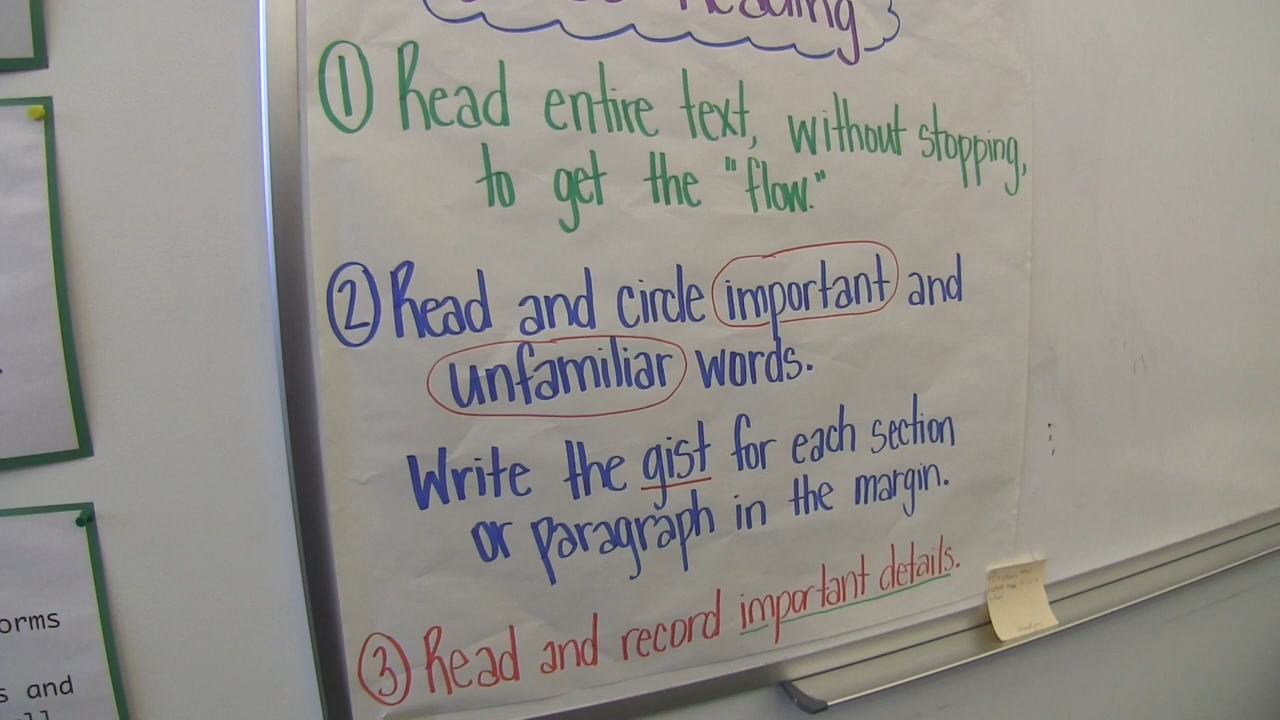 Reading
① Read entire text, without stopping,
to get the "flow."
② Read and circle important and
unfamiliar words.
Write the gist for each section
or paragraph in the margin.
③ Read and record important details.
orms
s and